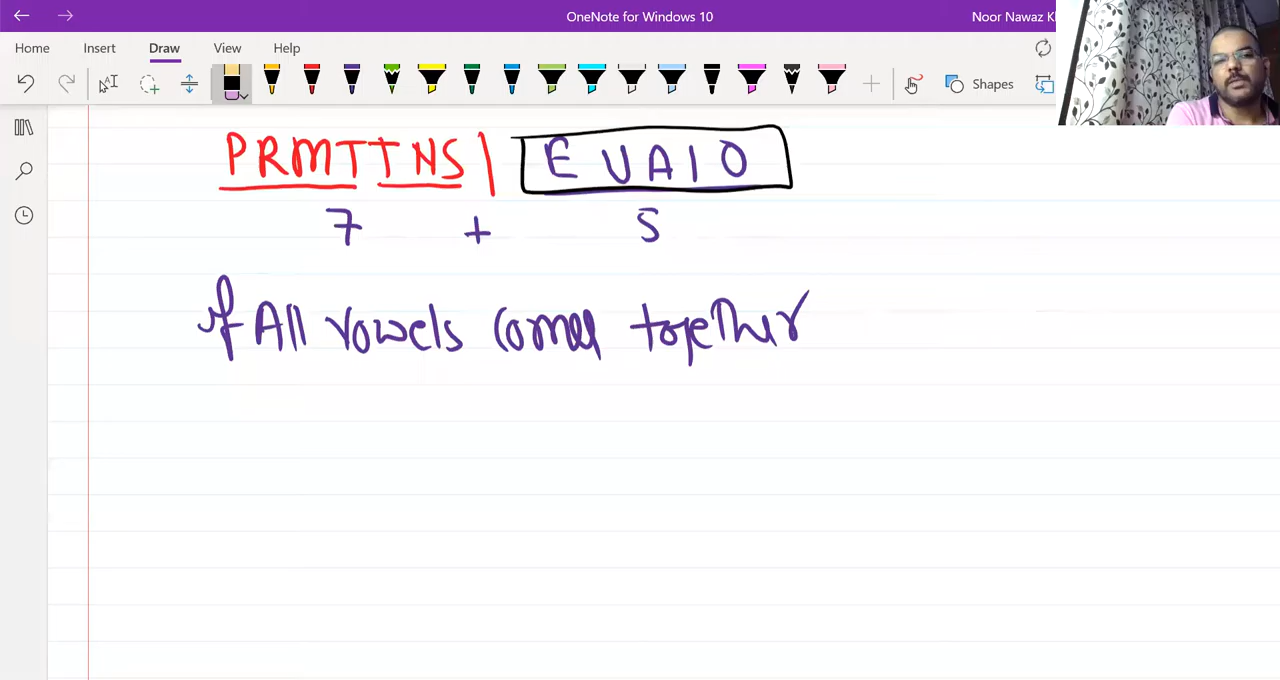 OneNote for Windows 10
Noor Nawaz Kh
Home Insert Draw View Help
Shapes
PRMTTNS| E U A I O
7 + 5
if All vowels comes together